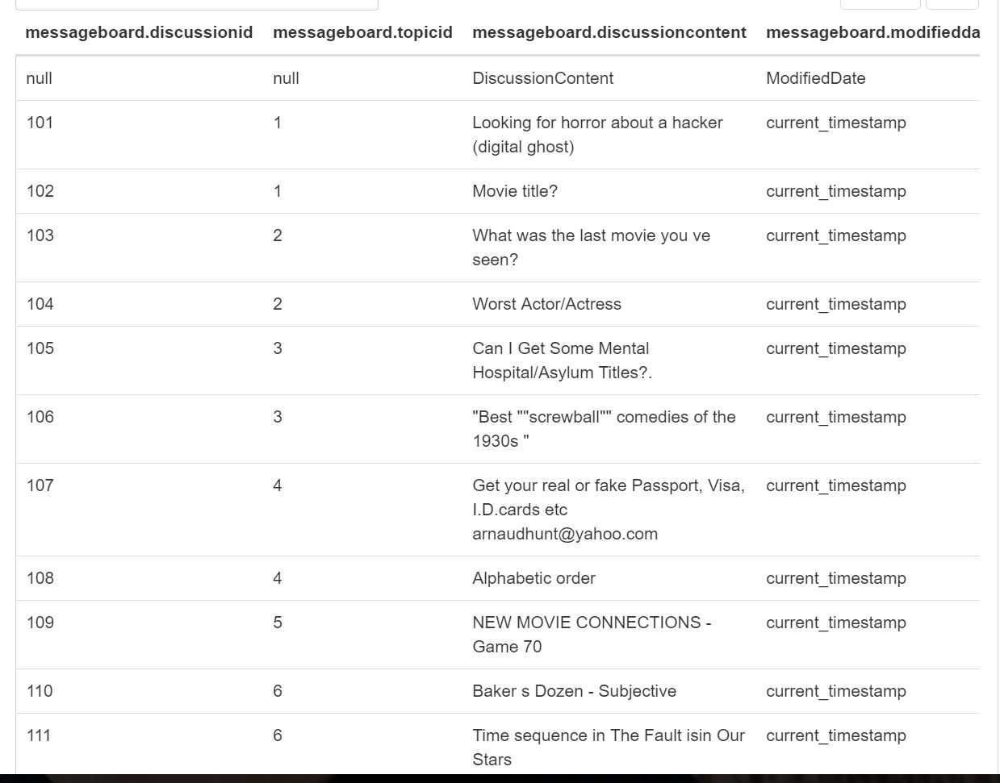 messageboard.discussionid messageboard.topicid messageboard.discussioncontent messageboard.modifiedda
null null DiscussionContent ModifiedDate
101 1 Looking for horror about a hacker current_timestamp
(digital ghost)
102 1 Movie title? current_timestamp
103 2 What was the last movie you ve current_timestamp
seen?
104 2 Worst Actor/Actress current_timestamp
105 3 Can I Get Some Mental current_timestamp
Hospital/Asylum Titles?.
106 3 "Best ""screwball"" comedies of the current_timestamp
1930s "
107 4 Get your real or fake Passport, Visa, current_timestamp
I.D.cards etc
arnaudhunt@yahoo.com
108 4 Alphabetic order current_timestamp
109 5 NEW MOVIE CONNECTIONS - current_timestamp
Game 70
110 6 Baker s Dozen - Subjective current_timestamp
111 6 Time sequence in The Fault isin Our current_timestamp
Stars